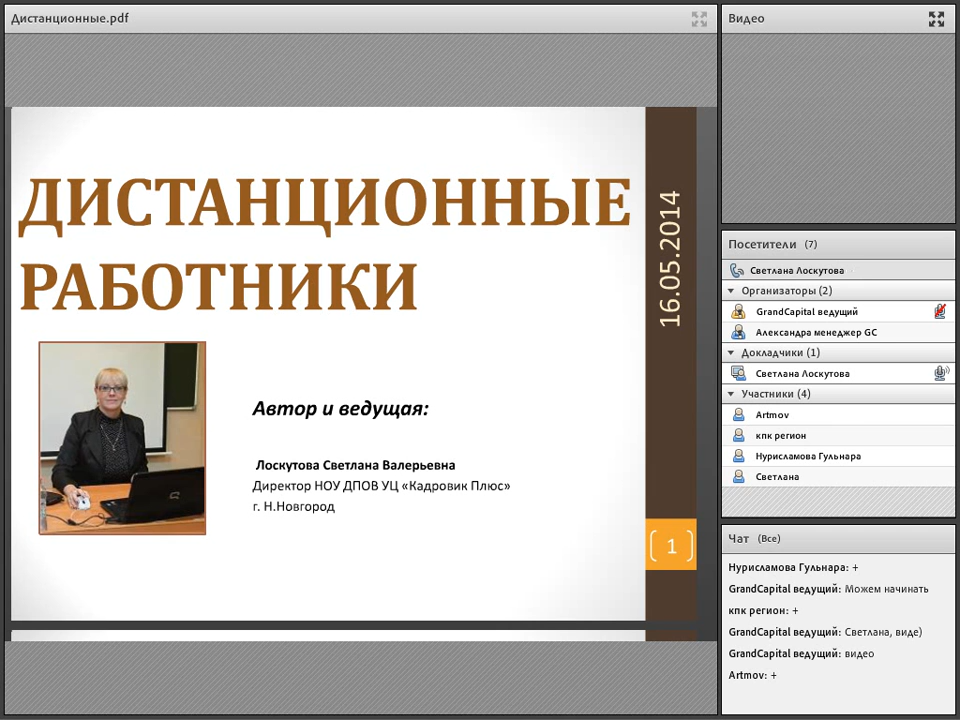 Дистанционные.pdf
ДИСТАНЦИОННЫЕ
РАБОТНИКИ
16.05.2014
Автор и ведущая:
Лоскутова Светлана Валерьевна
Директор НОУ ДПОВ УЦ «Кадровик Плюс»
г. Н.Новгород
1
Видео
Посетители (7)
Светлана Лоскутова
Организаторы (2)
GrandCapital ведущий
Александра менеджер GC
Докладчики (1)
Светлана Лоскутова
Участники (4)
Artmov
кпк регион
Нурисламова Гульнара
Светлана
Чат (Все)
Нурисламова Гульнара: +
GrandCapital ведущий: Можем начинать
кпк регион: +
GrandCapital ведущий: Светлана, виде)
GrandCapital ведущий: видео
Artmov: +